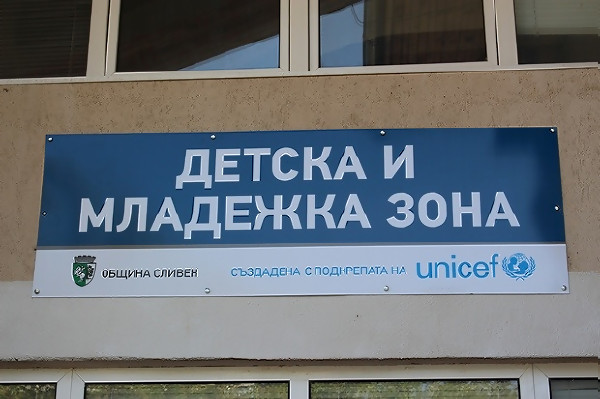 ДЕТСКА И
МЛАДЕЖКА ЗОНА
ОБЩИНА СЛИВЕН СЪЗДАДЕНА С ПОДКРЕПАТА НА unicef